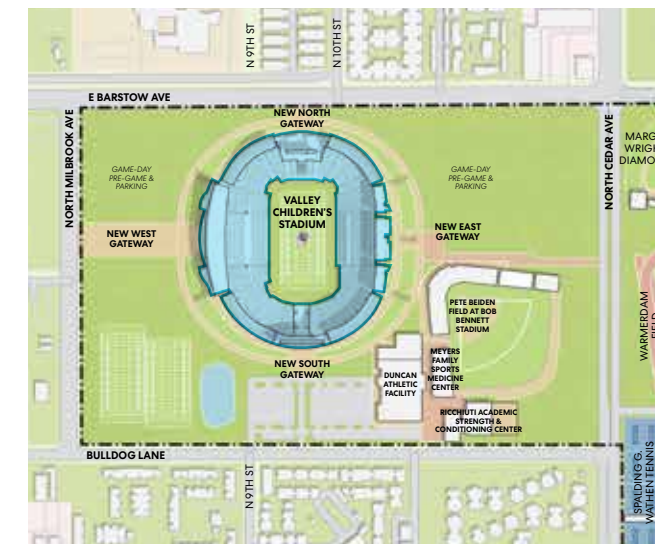 N 9TH ST
N 10TH ST
E BARSTOW AVE
NORTH MILBROOK AVE
NEW NORTH
GATEWAY
NORTH CEDAR AVE
MARG
WRIGH
DIAMO
GAME-DAY
PRE-GAME &
PARKING
GAME-DAY
PRE-GAME &
PARKING
VALLEY
CHILDREN'S
STADIUM
NEW WEST
GATEWAY
NEW EAST
GATEWAY
PETE BEIDEN
FIELD AT BOB
BENNETT
STADIUM
WARMERDAM
FIELD
NEW SOUTH
GATEWAY
DUNCAN
ATHLETIC
FACILITY
MEYERS
FAMILY
SPORTS
MEDICINE
CENTER
RICCHIUTI ACADEMIC
STRENGTH &
CONDITIONING CENTER
BULLDOG LANE
N 9TH ST
SPALDING G.
WATHEN TENNIS